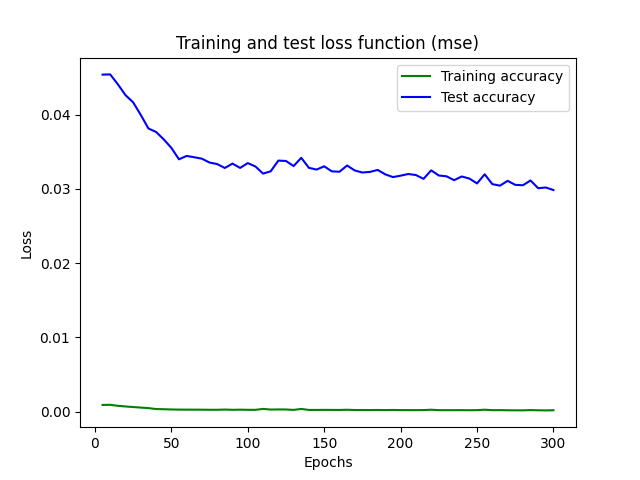 Training and test loss function (mse)
Training accuracy
Test accuracy
0.04
0.03
0.02
0.01
0.00
Loss
0
50
100
150
200
250
300
Epochs